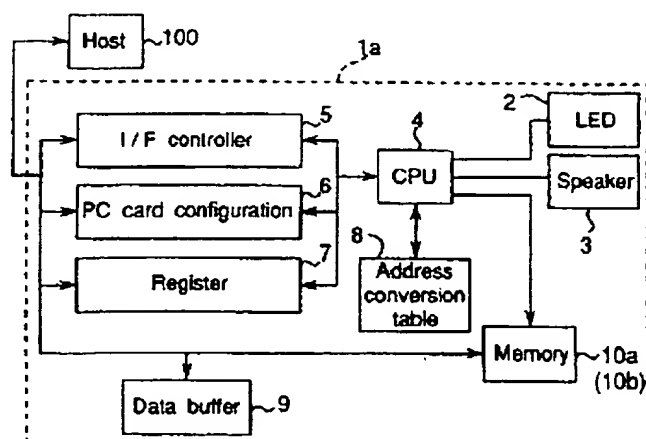 Host
100
1a
I/F controller
5
PC card configuration
6
Register
7
4
CPU
2
LED
Speaker
3
8
Address
conversion
table
Memory
10a
(10b)
Data buffer
9